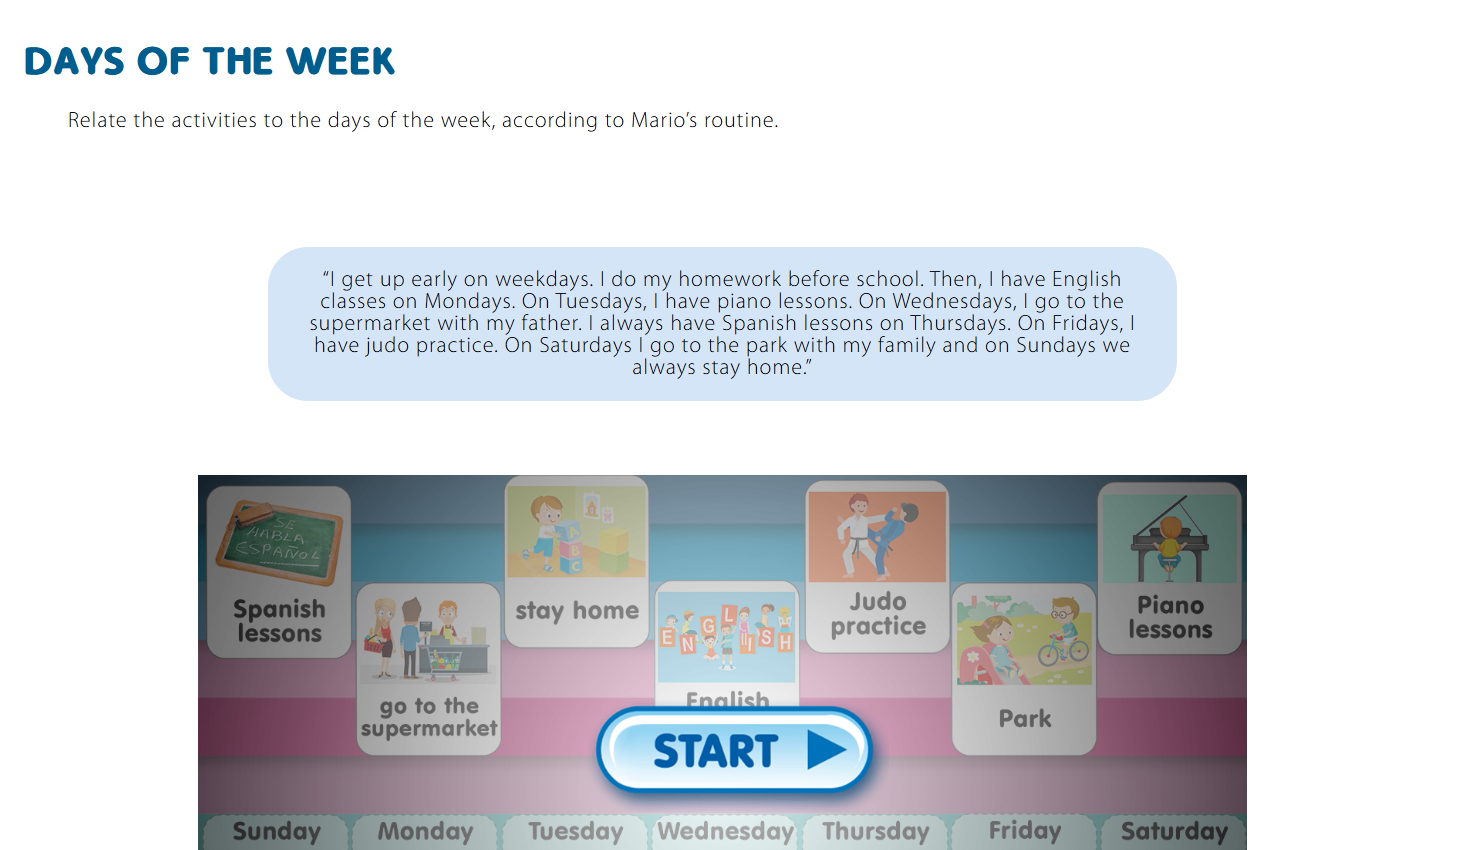 DAYS OF THE WEEK
Relate the activities to the days of the week, according to Mario’s routine.
“I get up early on weekdays. I do my homework before school. Then, I have English
classes on Mondays. On Tuesdays, I have piano lessons. On Wednesdays, I go to the
supermarket with my father. I always have Spanish lessons on Thursdays. On Fridays, I
have judo practice. On Saturdays I go to the park with my family and on Sundays we
always stay home.”
SE
HABLA
ESPAÑOL
Spanish
lessons
go to the
supermarket
A
B
C
stay home
ENGLISH
English
Judo
practice
Park
Piano
lessons
START
Sunday
Monday
Tuesday
Wednesday
Thursday
Friday
Saturday